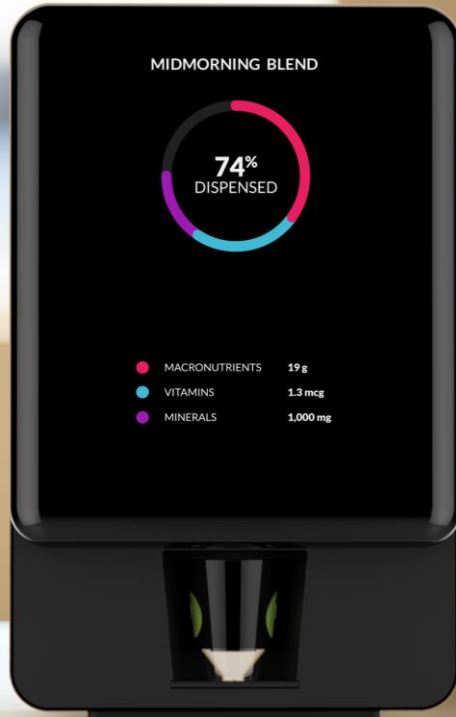 MIDMORNING BLEND
74%
DISPENSED
MACRONUTRIENTS 19 g
VITAMINS 1.3 mcg
MINERALS 1,000 mg